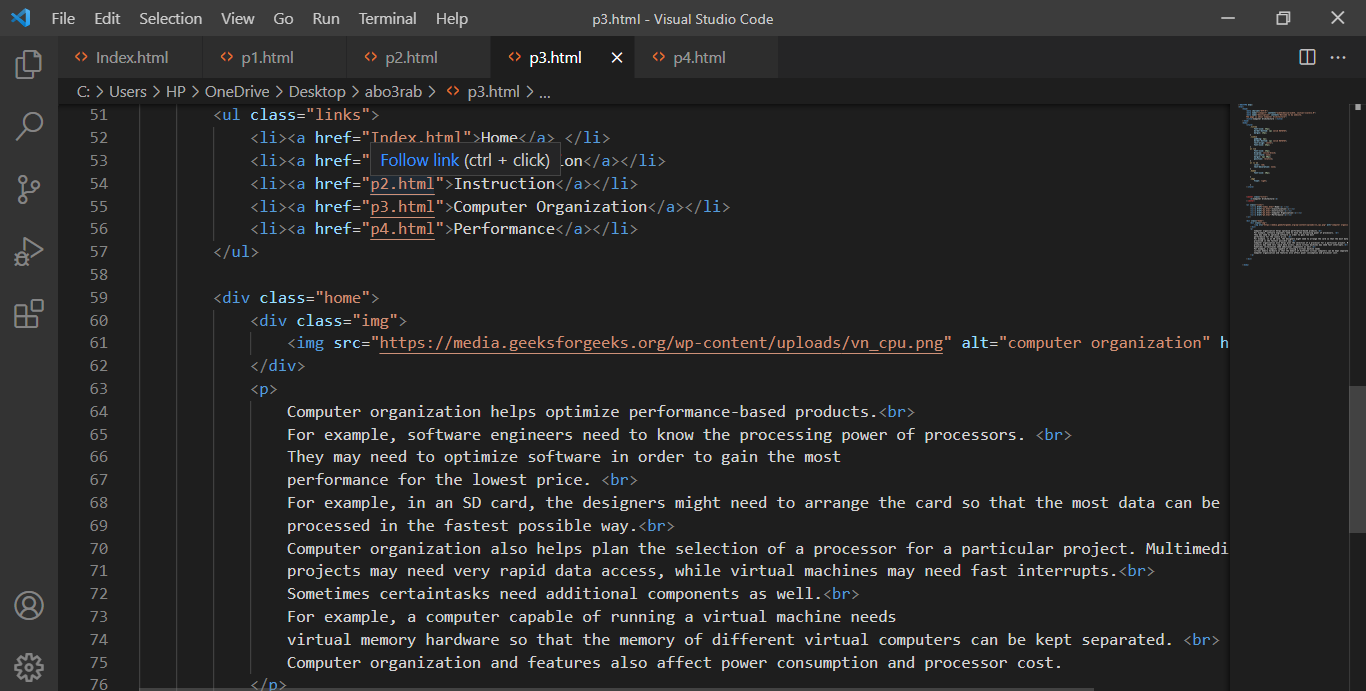 File Edit Selection View Go Run Terminal Help p3.html - Visual Studio Code
Index.html p1.html p2.html p3.html p4.html
C: > Users > HP > OneDrive > Desktop > abo3rab > p3.html > ...
51 <ul class="links">
52 <li><a href="Index.html">Home</a> </li>
53 <li><a href=" on</a></li>
Follow link (ctrl + click)
54 <li><a href="p2.html">Instruction</a></li>
55 <li><a href="p3.html">Computer Organization</a></li>
56 <li><a href="p4.html">Performance</a></li>
57 </ul>
58
59 <div class="home">
60 <div class="img">
61 <img src="https://media.geeksforgeeks.org/wp-content/uploads/vn_cpu.png" alt="computer organization" h
62 </div>
63 <p>
64 Computer organization helps optimize performance-based products.<br>
65 For example, software engineers need to know the processing power of processors. <br>
66 They may need to optimize software in order to gain the most
67 performance for the lowest price. <br>
68 For example, in an SD card, the designers might need to arrange the card so that the most data can be
69 processed in the fastest possible way.<br>
70 Computer organization also helps plan the selection of a processor for a particular project. Multimedi
71 projects may need very rapid data access, while virtual machines may need fast interrupts.<br>
72 Sometimes certaintasks need additional components as well.<br>
73 For example, a computer capable of running a virtual machine needs
74 virtual memory hardware so that the memory of different virtual computers can be kept separated. <br>
75 Computer organization and features also affect power consumption and processor cost.
76 </p>